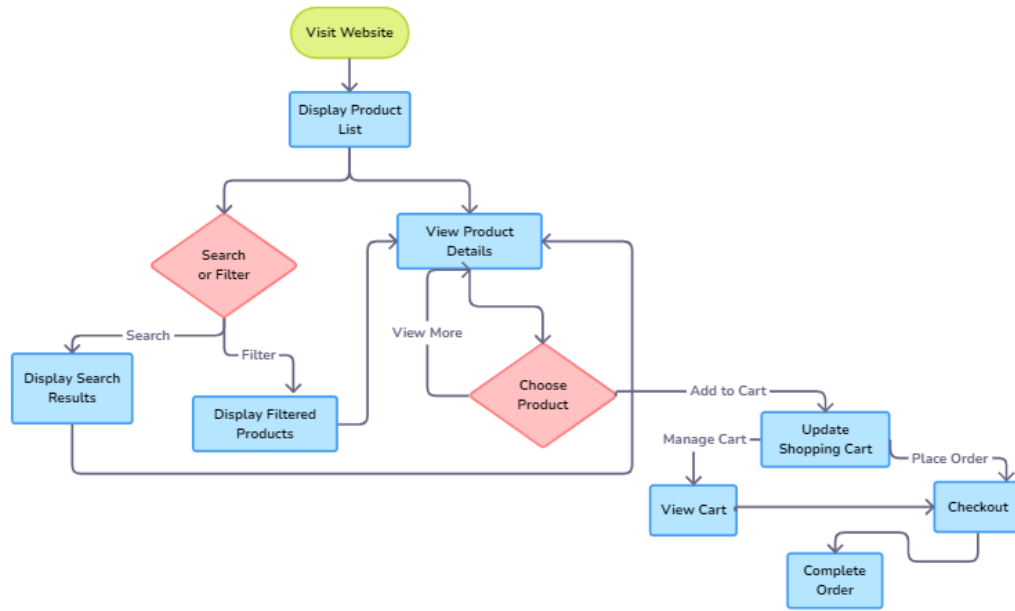 Visit Website
Display Product
List
Search
or Filter
View Product
Details
Search
Filter
View More
Display Search
Results
Display Filtered
Products
Choose
Product
Add to Cart
Update
Shopping Cart
Manage Cart
Place Order
View Cart
Checkout
Complete
Order